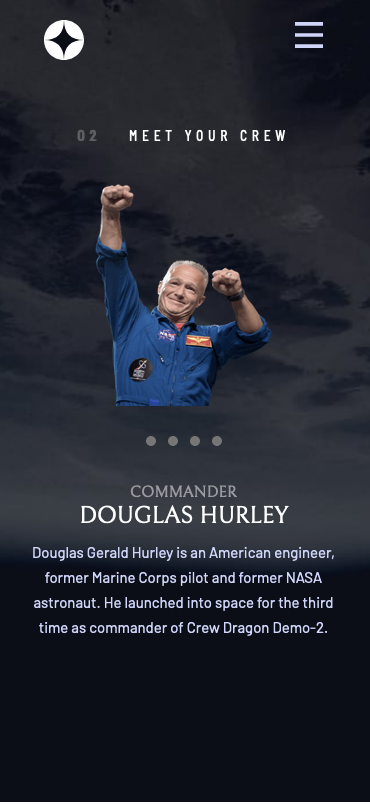 02 MEET YOUR CREW
NASA
COMMANDER
DOUGLAS HURLEY
Douglas Gerald Hurley is an American engineer,
former Marine Corps pilot and former NASA
astronaut. He launched into space for the third
time as commander of Crew Dragon Demo-2.